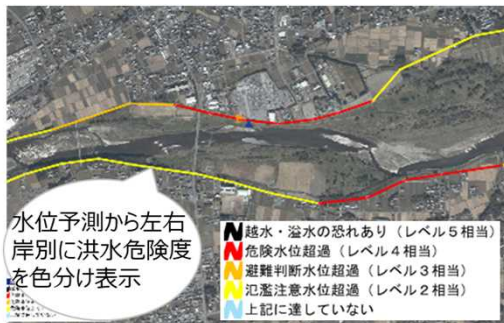 水位予測から左右
岸別に洪水危険度
を色分け表示
越水・溢水の恐れあり（レベル５相当）
危険水位超過（レベル４相当）
避難判断水位超過（レベル３相当）
氾濫注意水位超過（レベル２相当）
上記に達していない